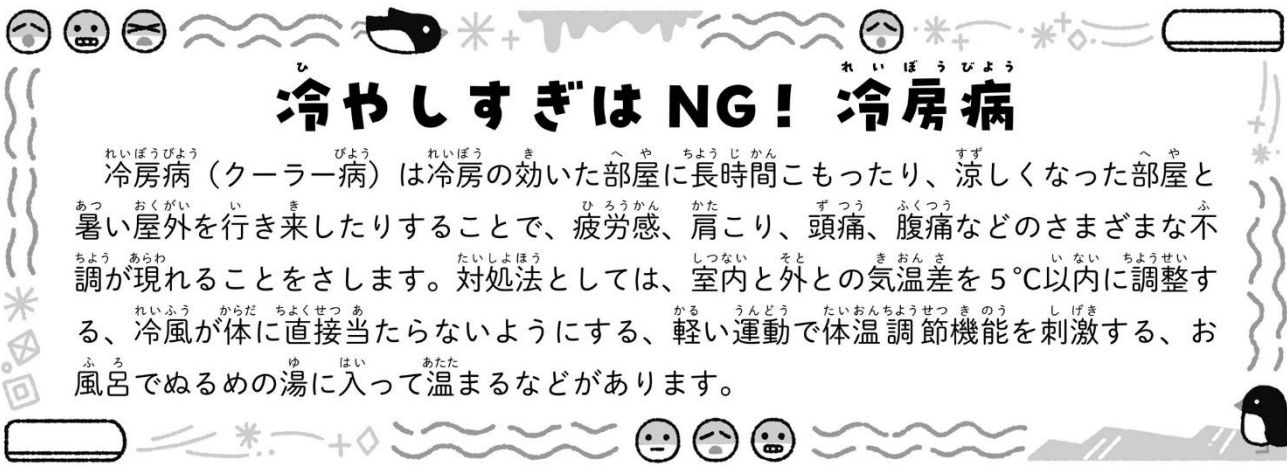 冷やしすぎはNG! 冷房病
冷房病（クーラー病）は冷房の効いた部屋に長時間こもったり、涼しくなった部屋と
暑い屋外を行き来したりすることで、疲労感、肩こり、頭痛、腹痛などのさまざまな不
調が現れることをさします。対処法としては、室内と外との気温差を5℃以内に調整す
る、冷風が体に直接当たらないようにする、軽い運動で体温調節機能を刺激する、お
風呂でぬるめの湯に入って温まるなどがあります。